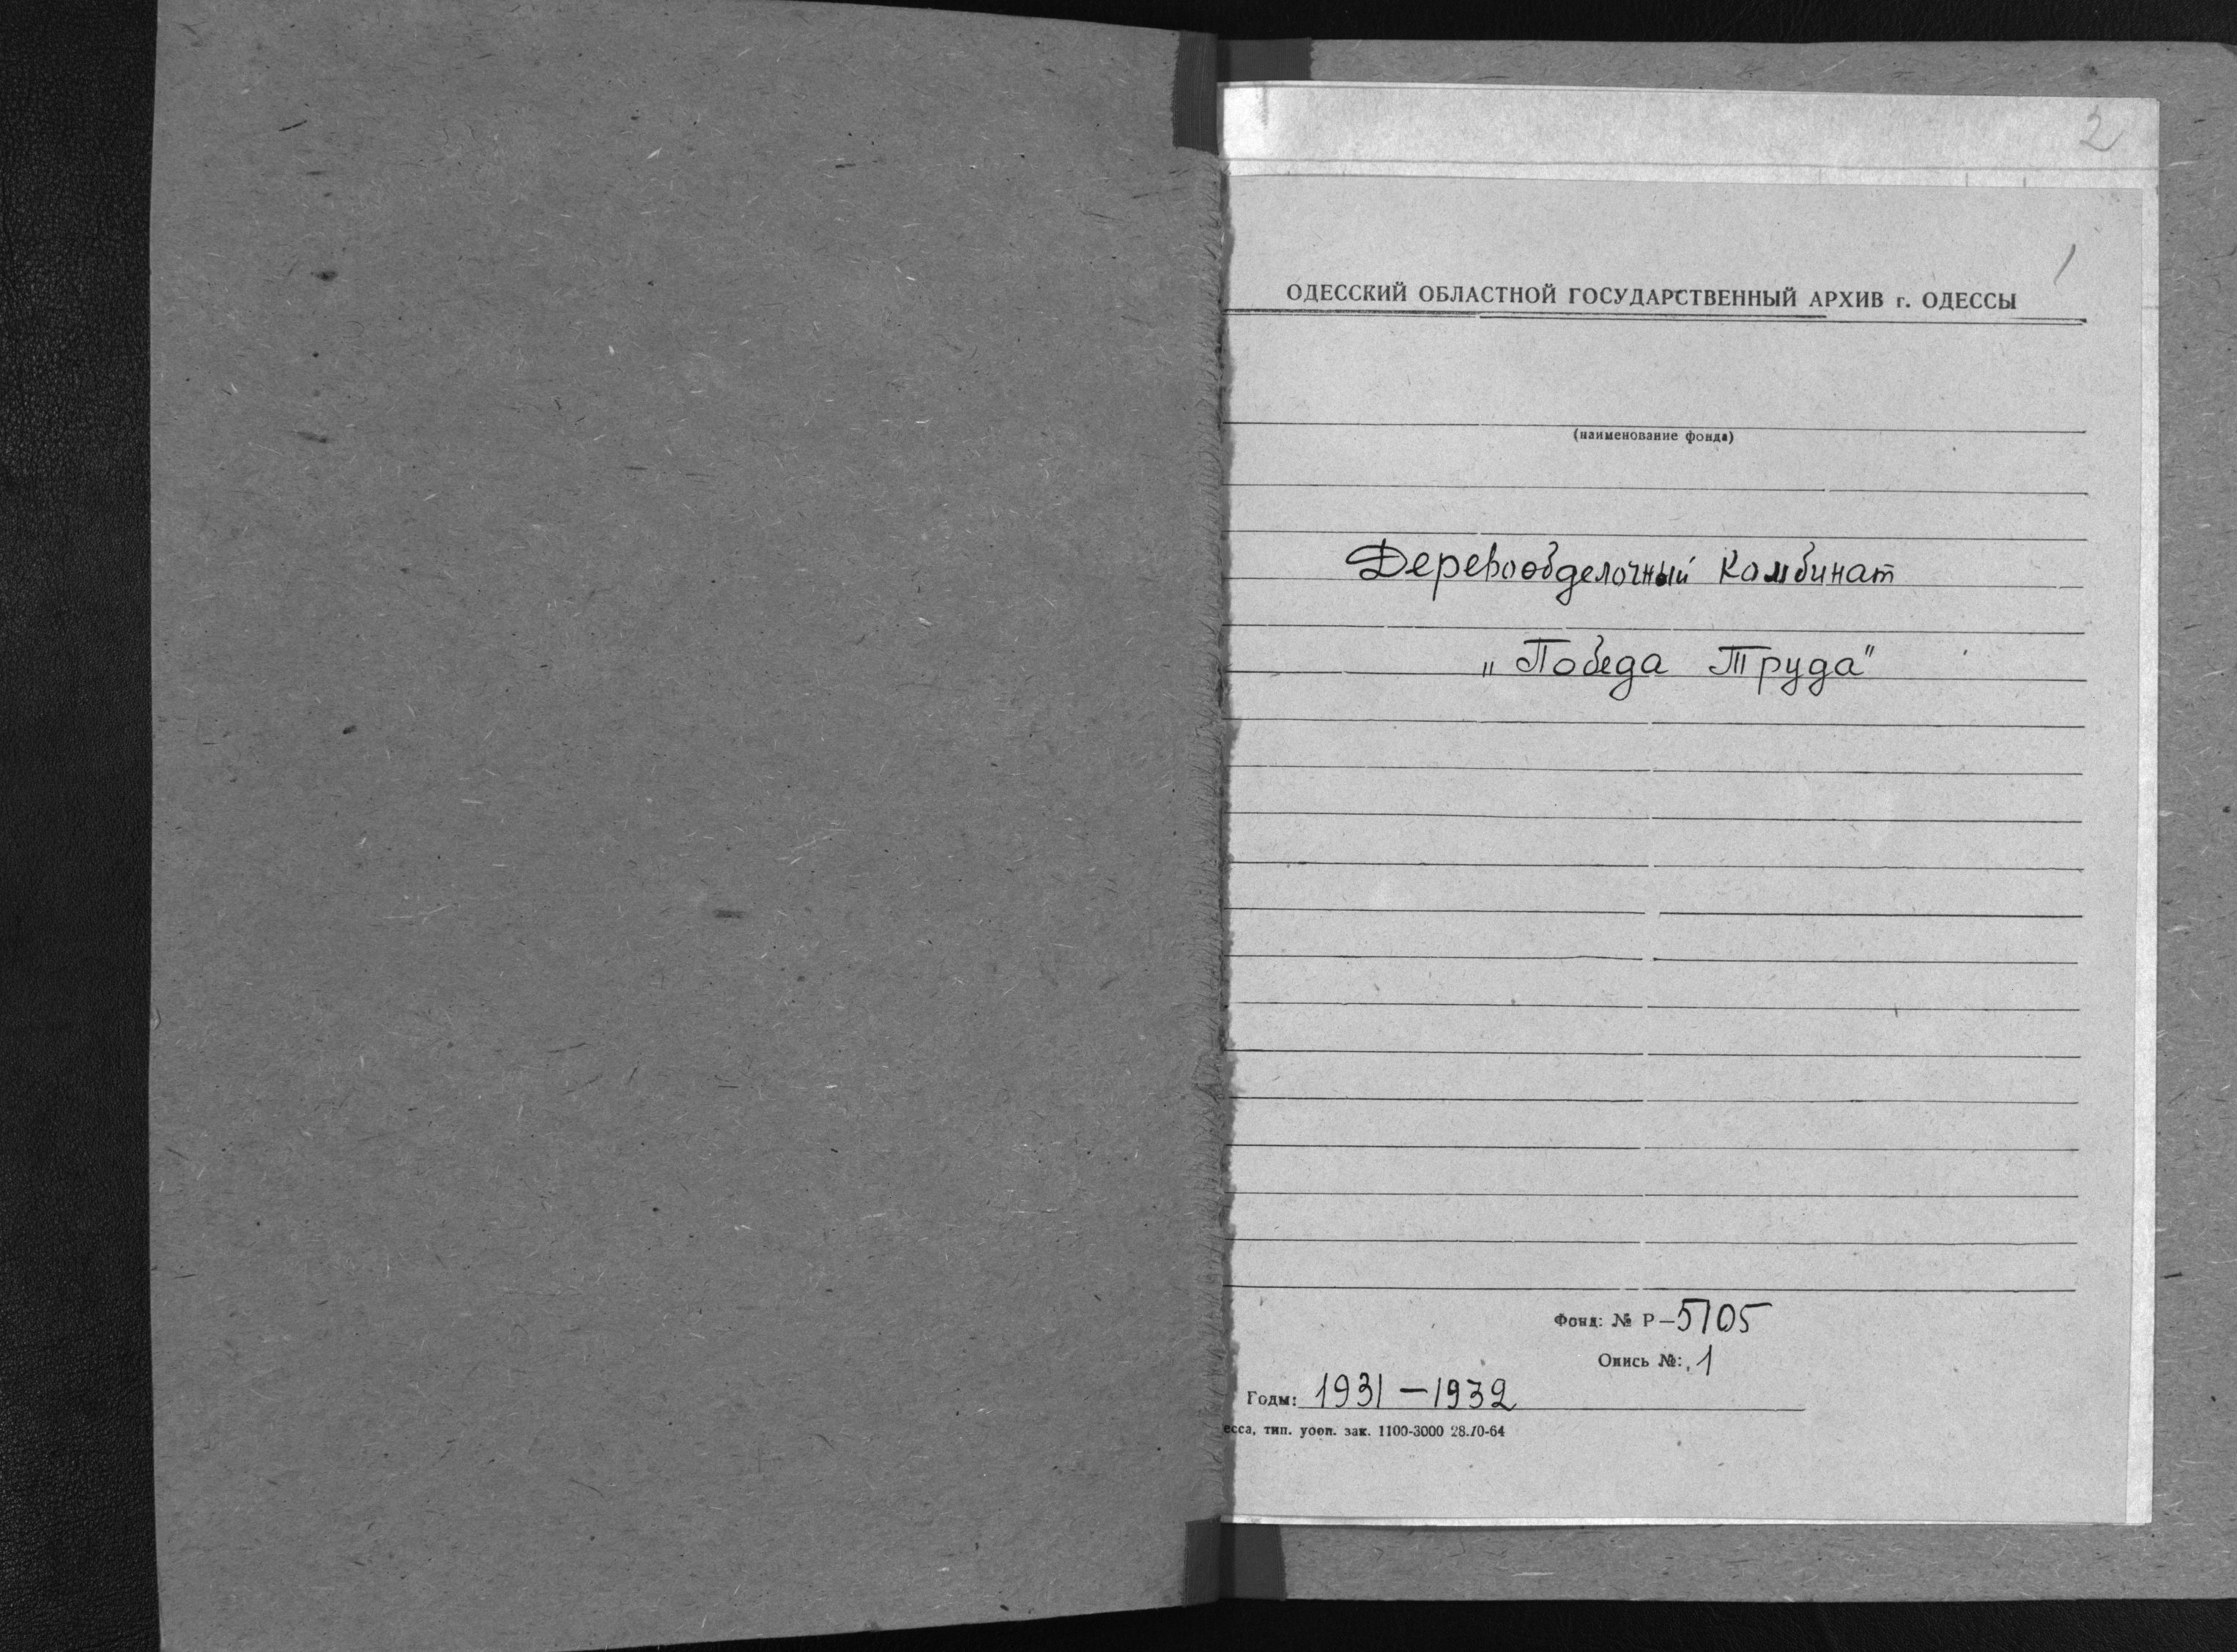 2
1
ОДЕССКИЙ ОБЛАСТНОЙ ГОСУДАРСТВЕННЫЙ АРХИВ г. ОДЕССЫ
(наименование фонда)
Деревообделочный Комбинат
„Победа Труда"
Фонд: № Р-5105
Опись №: 1
Годы: 1931-1932
есса, тип. уооп. зак. 1100-3000 28.10-64